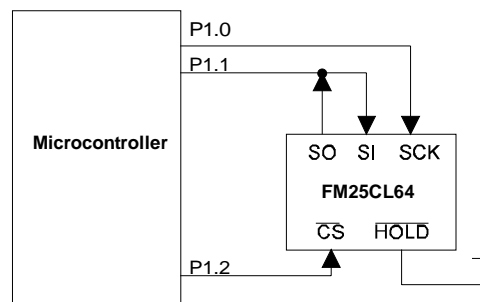 P1.0
P1.1
Microcontroller
SO SI SCK
FM25CL64
CS HOLD
P1.2